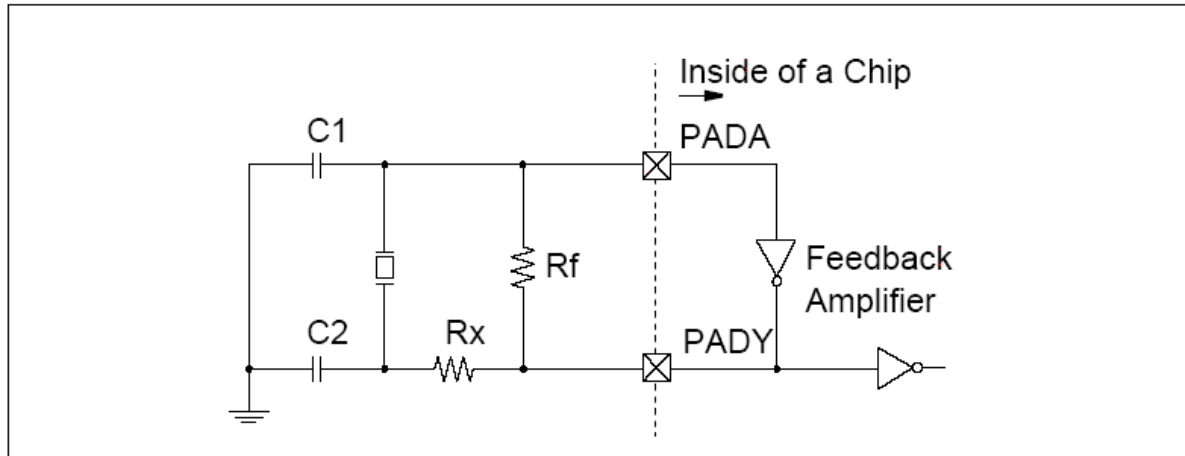 Inside of a Chip
C1
PADA
Rf
Feedback
Amplifier
C2
Rx
PADY